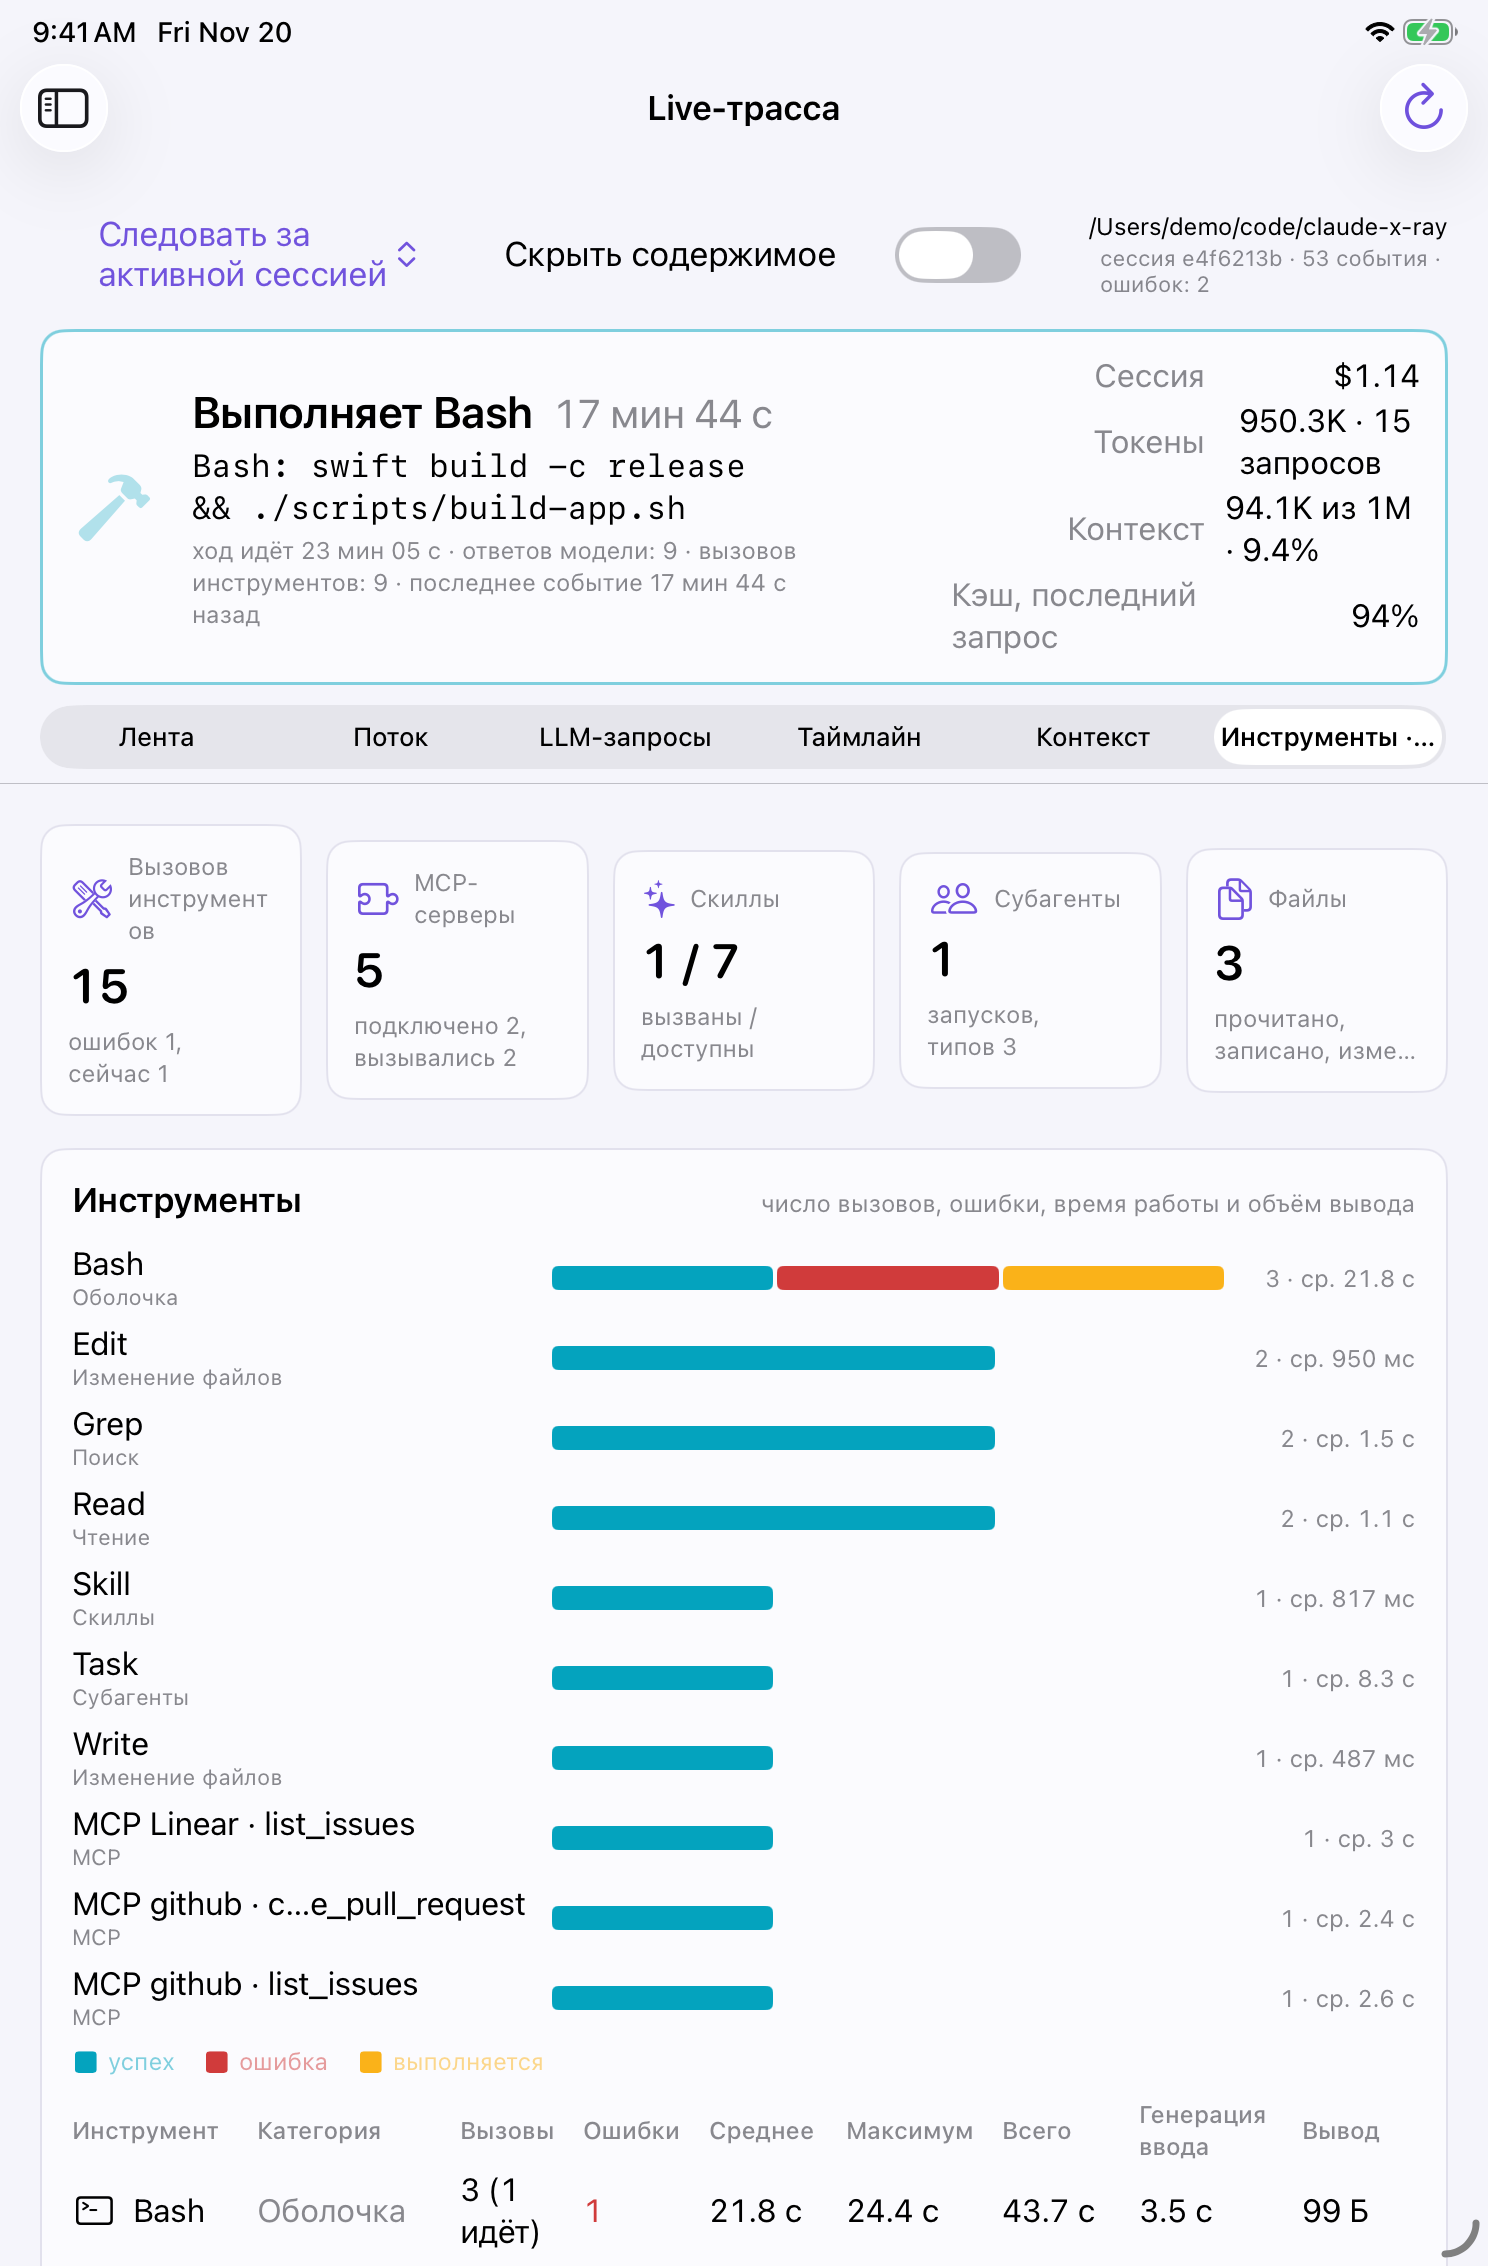 9:41 AM Fri Nov 20
Live-трасса
Следовать за
активной сессией
Скрыть содержимое
/Users/demo/code/claude-x-ray
сессия e4f6213b · 53 события ·
ошибок: 2
Выполняет Bash 17 мин 44 с
Bash: swift build -c release
&& ./scripts/build-app.sh
ход идёт 23 мин 05 с · ответов модели: 9 · вызовов
инструментов: 9 · последнее событие 17 мин 44 с
назад
Сессия $1.14
Токены 950.3K · 15
запросов
Контекст 94.1K из 1M
· 9.4%
Кэш, последний
запрос 94%
Лента Поток LLM-запросы Таймлайн Контекст Инструменты ·...
Вызовов
инструмент
ов
15
ошибок 1,
сейчас 1
MCP-
серверы
5
подключено 2,
вызывались 2
Скиллы
1 / 7
вызваны /
доступны
Субагенты
1
запусков,
типов 3
Файлы
3
прочитано,
записано, изме...
Инструменты число вызовов, ошибки, время работы и объём вывода
Bash
Оболочка
3 · ср. 21.8 с
Edit
Изменение файлов
2 · ср. 950 мс
Grep
Поиск
2 · ср. 1.5 с
Read
Чтение
2 · ср. 1.1 с
Skill
Скиллы
1 · ср. 817 мс
Task
Субагенты
1 · ср. 8.3 с
Write
Изменение файлов
1 · ср. 487 мс
MCP Linear · list_issues
MCP
1 · ср. 3 с
MCP github · c...e_pull_request
MCP
1 · ср. 2.4 с
MCP github · list_issues
MCP
1 · ср. 2.6 с
успех ошибка выполняется
Инструмент Категория Вызовы Ошибки Среднее Максимум Всего Генерация ввода Вывод
Bash Оболочка 3 (1 идёт) 1 21.8 с 24.4 с 43.7 с 3.5 с 99 Б